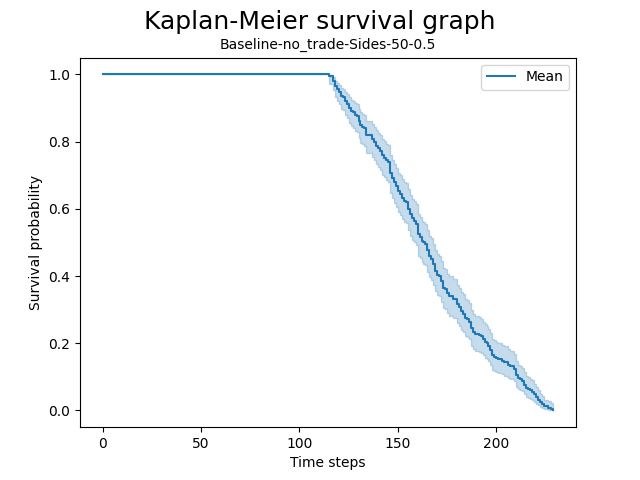 Kaplan-Meier survival graph
Baseline-no_trade-Sides-50-0.5
Mean
1.0
0.8
0.6
0.4
0.2
0.0
Survival probability
0
50
100
150
200
Time steps